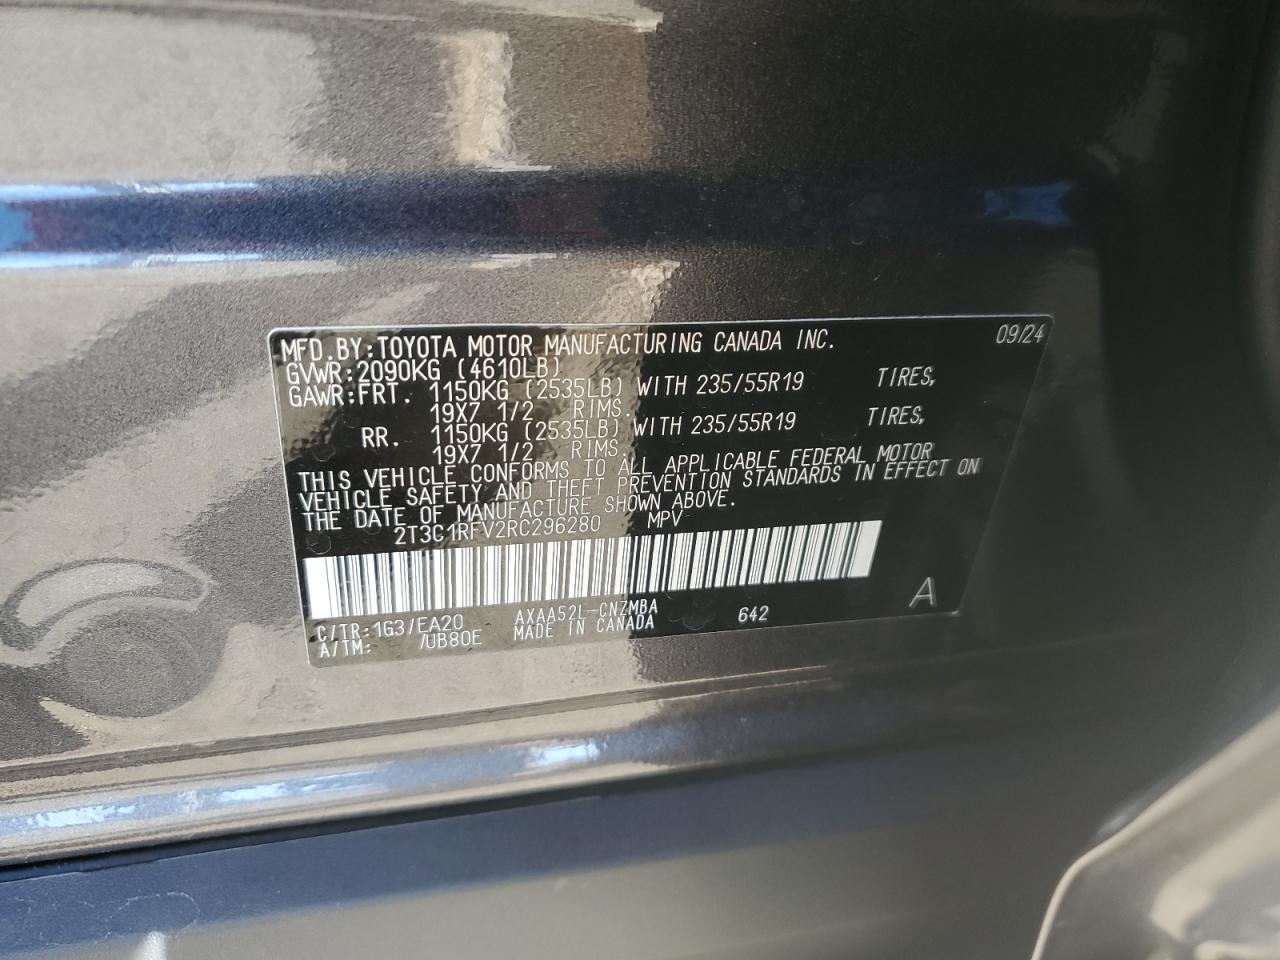 MFD.BY:TOYOTA MOTOR MANUFACTURING CANADA INC. 09/24
GVWR:2090KG (4610LB)
GAWR:FRT. 1150KG (2535LB) WITH 235/55R19 TIRES,
19X7 1/2 RIMS.
RR. 1150KG (2535LB) WITH 235/55R19 TIRES,
19X7 1/2 RIMS.
THIS VEHICLE CONFORMS TO ALL APPLICABLE FEDERAL MOTOR
VEHICLE SAFETY AND THEFT PREVENTION STANDARDS IN EFFECT ON
THE DATE OF MANUFACTURE SHOWN ABOVE.
2T3C1RFV2RC296280 MPV
C/TR:1G3/EA20 AXAA52L-CNZMBA 642 A
A/TM: /UB80E MADE IN CANADA